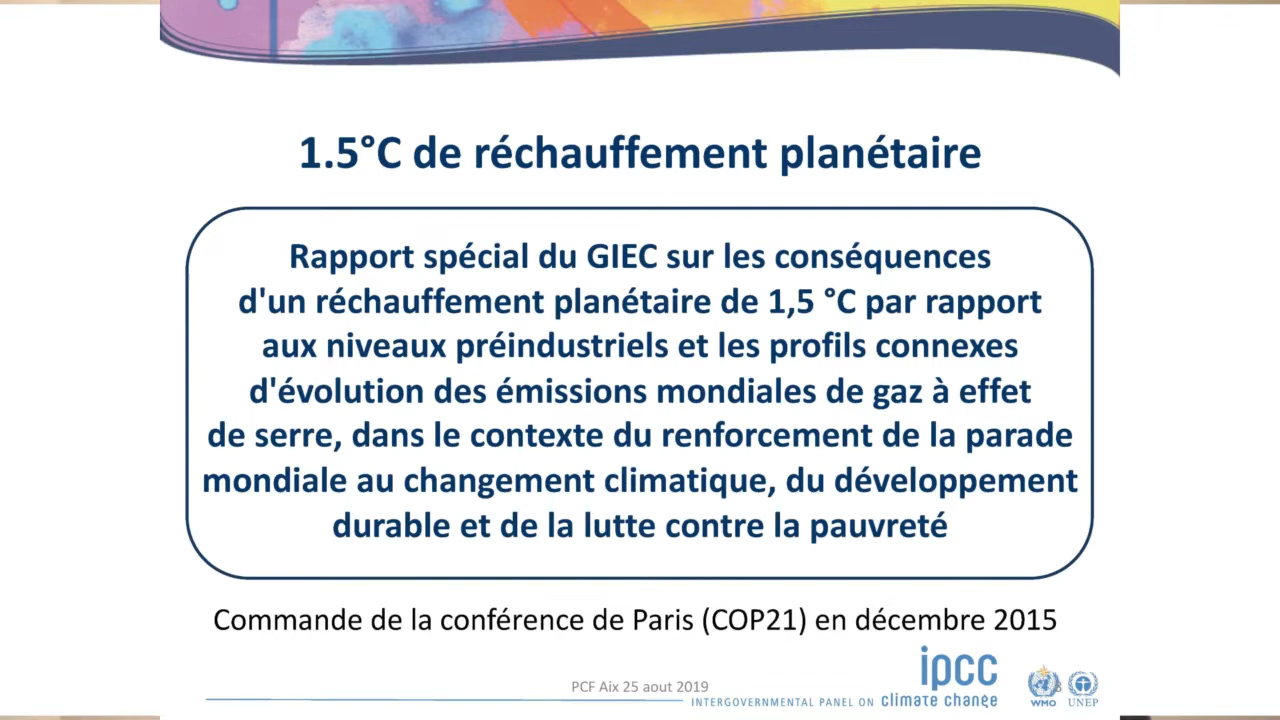 1.5°C de réchauffement planétaire
Rapport spécial du GIEC sur les conséquences
d'un réchauffement planétaire de 1,5 °C par rapport
aux niveaux préindustriels et les profils connexes
d'évolution des émissions mondiales de gaz à effet
de serre, dans le contexte du renforcement de la parade
mondiale au changement climatique, du développement
durable et de la lutte contre la pauvreté
Commande de la conférence de Paris (COP21) en décembre 2015
PCF Aix 25 aout 2019
ipcc
INTERGOVERNMENTAL PANEL ON climate change
WMO
UNEP